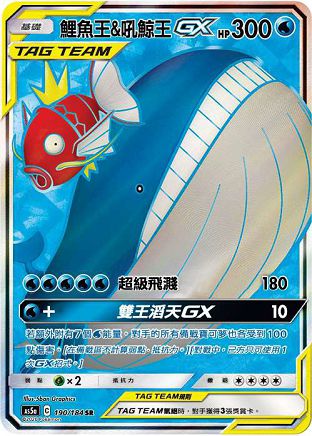 基礎 鯉魚王&吼鯨王GX HP300
TAG TEAM
超級飛濺 180
+ 雙王滔天GX 10
若額外附有7個能量,對手的所有備戰寶可夢也各受到100
點傷害。[在備戰區不計算弱點、抵抗力。][對戰中,己方只可使用1
次GX招式。]
弱點 ×2 抵抗力 撤退
Illus./Sban Graphics
TAG TEAM規則
AS5a C 190/184 SR
TAG TEAM氣絕時,對手獲得3張獎賞卡。